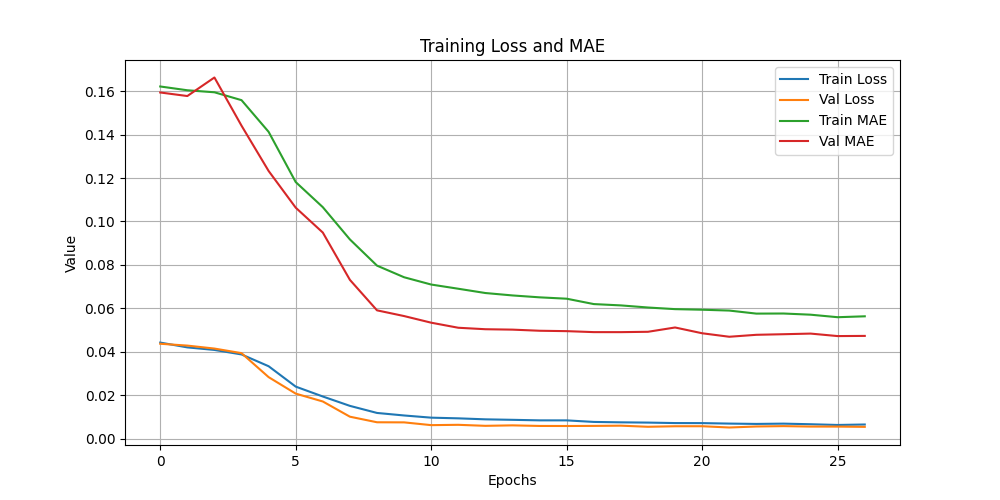 Training Loss and MAE
Train Loss
Val Loss
Train MAE
Val MAE
Value
0.16
0.14
0.12
0.10
0.08
0.06
0.04
0.02
0.00
0 5 10 15 20 25
Epochs